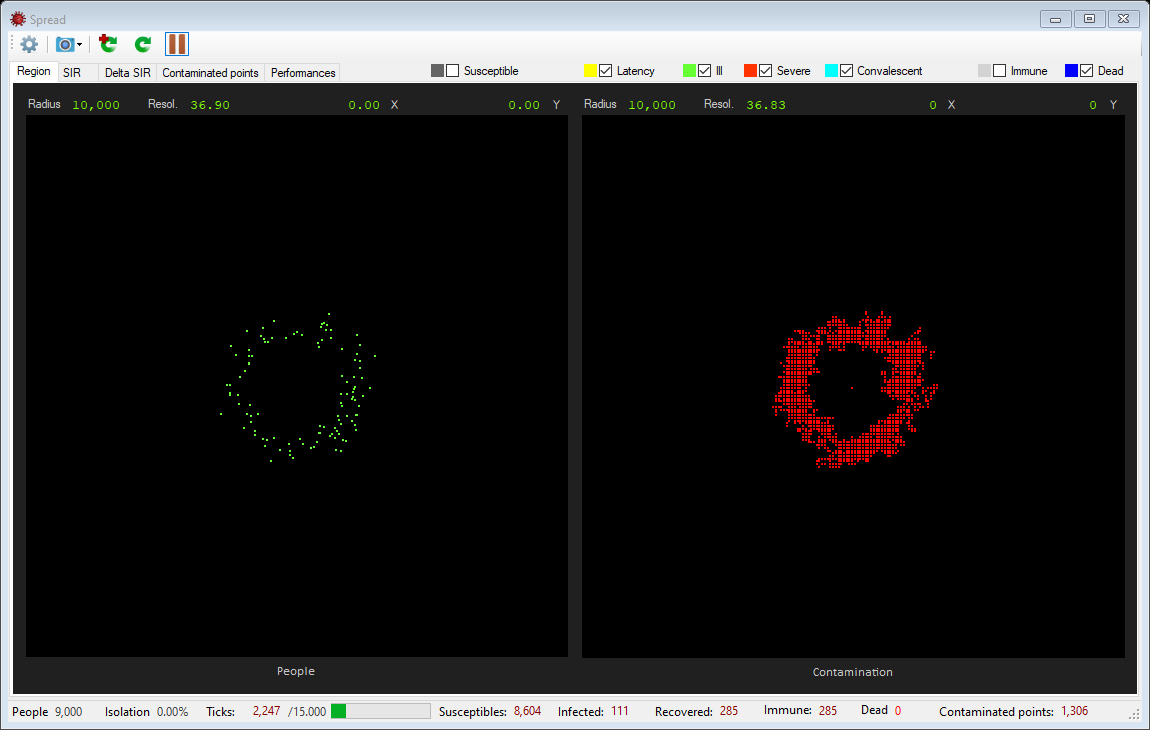 Spread
Region SIR Delta SIR Contaminated points Performances Susceptible Latency Ill Severe Convalescent Immune Dead
Radius 10,000 Resol. 36.90 0.00 X 0.00 Y Radius 10,000 Resol. 36.83 0 X 0 Y
People Contamination
People 9,000 Isolation 0.00% Ticks: 2,247 /15.000 Susceptibles: 8,604 Infected: 111 Recovered: 285 Immune: 285 Dead 0 Contaminated points: 1,306